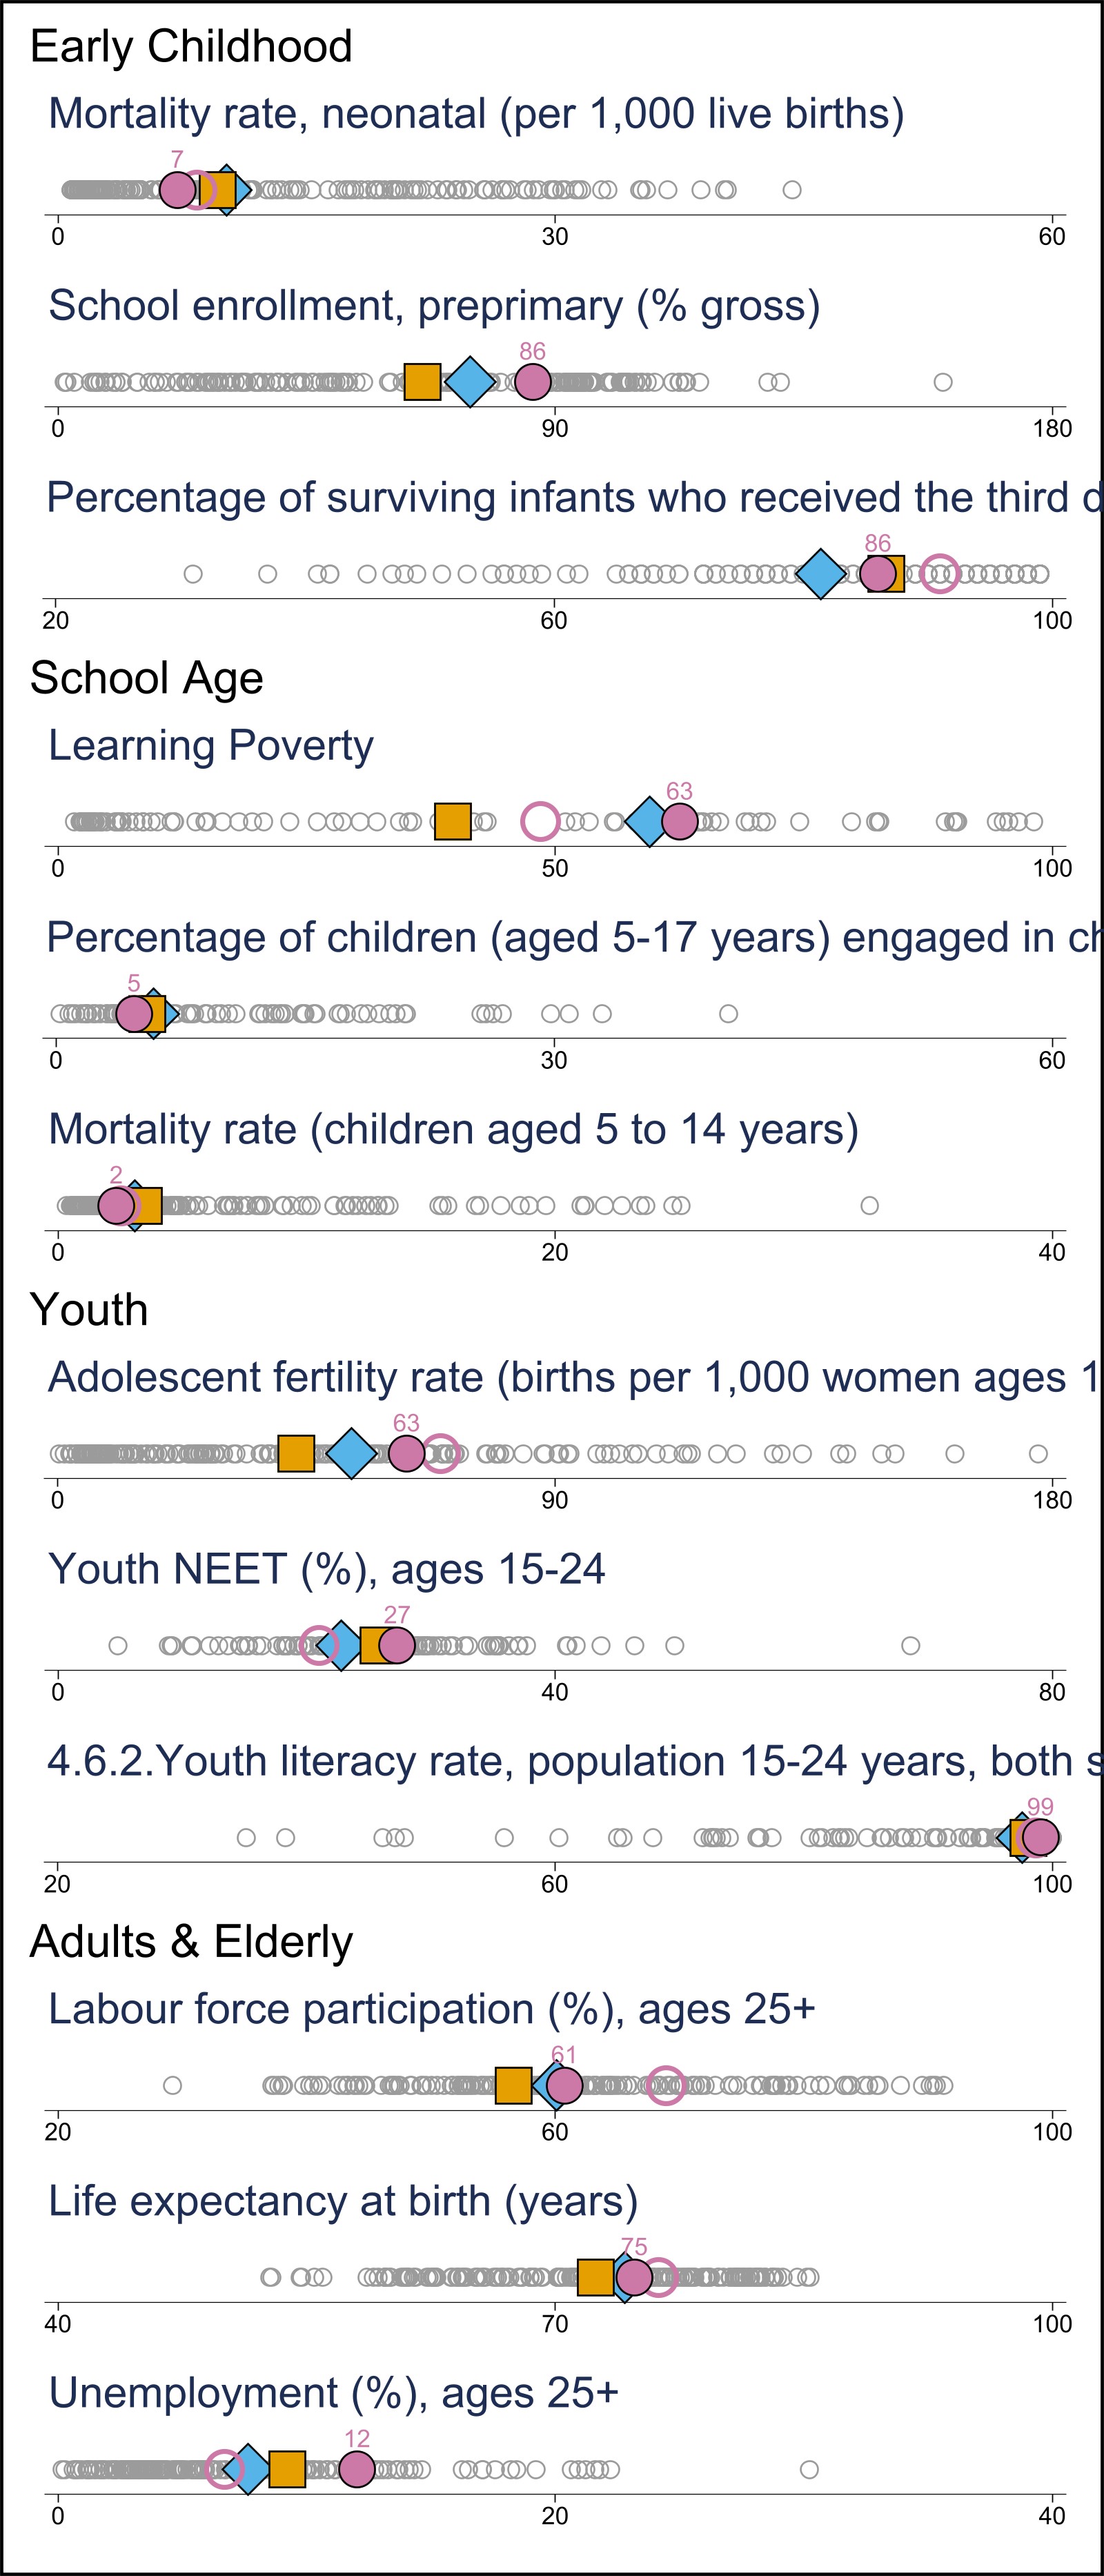 Early Childhood
Mortality rate, neonatal (per 1,000 live births)
7
0 30 60
School enrollment, preprimary (% gross)
86
0 90 180
Percentage of surviving infants who received the third d
86
20 60 100
School Age
Learning Poverty
63
0 50 100
Percentage of children (aged 5-17 years) engaged in ch
5
0 30 60
Mortality rate (children aged 5 to 14 years)
2
0 20 40
Youth
Adolescent fertility rate (births per 1,000 women ages 1
63
0 90 180
Youth NEET (%), ages 15-24
27
0 40 80
4.6.2.Youth literacy rate, population 15-24 years, both s
99
20 60 100
Adults & Elderly
Labour force participation (%), ages 25+
61
20 60 100
Life expectancy at birth (years)
75
40 70 100
Unemployment (%), ages 25+
12
0 20 40